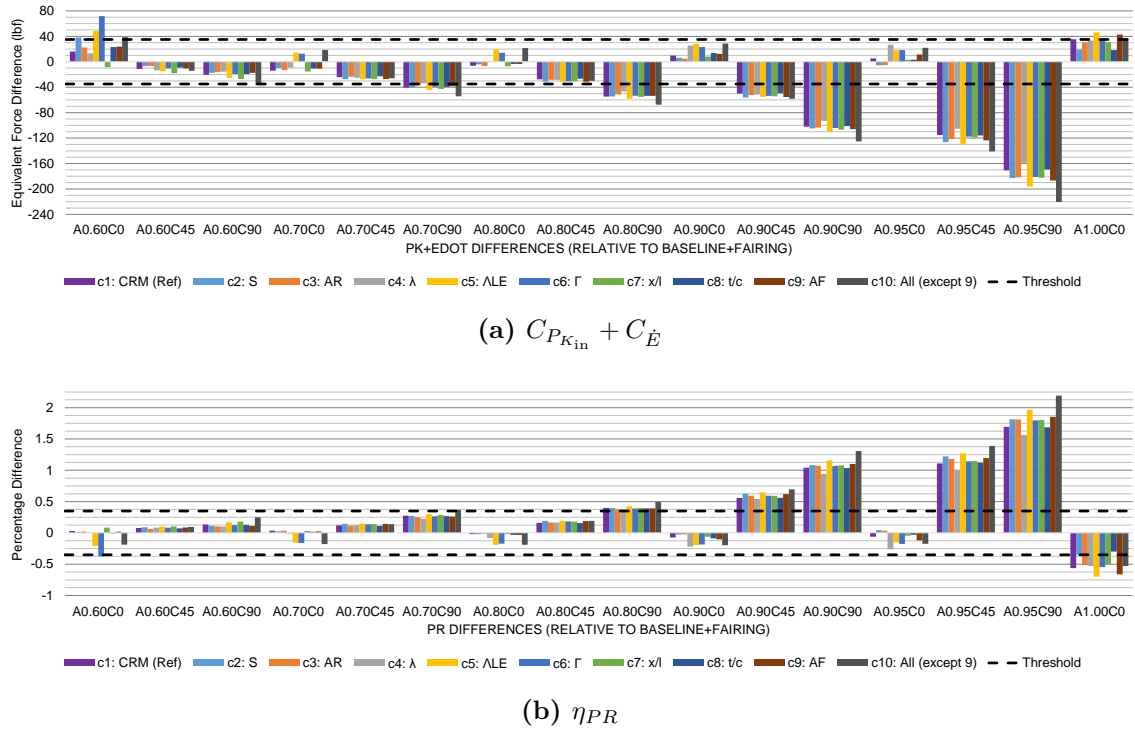 80
40
0
-40
-80
-120
-160
-200
-240
Equivalent Force Difference (lbf)
A0.60C0 A0.60C45 A0.60C90 A0.70C0 A0.70C45 A0.70C90 A0.80C0 A0.80C45 A0.80C90 A0.90C0 A0.90C45 A0.90C90 A0.95C0 A0.95C45 A0.95C90 A1.00C0
PK+EDOT DIFFERENCES (RELATIVE TO BASELINE+FAIRING)
c1: CRM (Ref) c2: S c3: AR c4: λ c5: ΛLE c6: Γ c7: x/l c8: t/c c9: AF c10: All (except 9) Threshold
(a) C_{P_{K_{in}}} + C_{Ė}
2
1.5
1
0.5
0
-0.5
-1
Percentage Difference
A0.60C0 A0.60C45 A0.60C90 A0.70C0 A0.70C45 A0.70C90 A0.80C0 A0.80C45 A0.80C90 A0.90C0 A0.90C45 A0.90C90 A0.95C0 A0.95C45 A0.95C90 A1.00C0
PR DIFFERENCES (RELATIVE TO BASELINE+FAIRING)
c1: CRM (Ref) c2: S c3: AR c4: λ c5: ΛLE c6: Γ c7: x/l c8: t/c c9: AF c10: All (except 9) Threshold
(b) η_{PR}